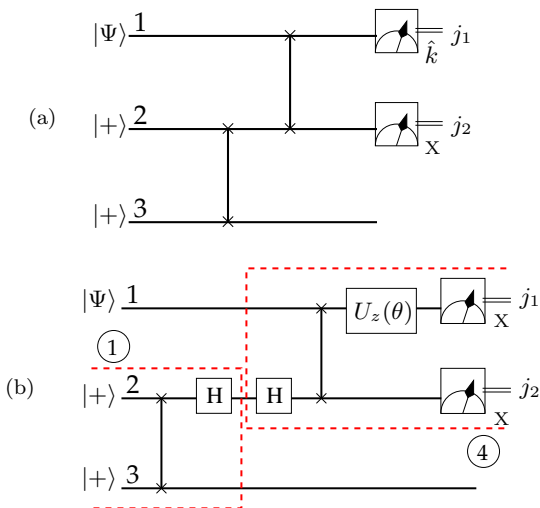 |Ψ⟩ 1 k̂ j₁
(a) |+⟩ 2 X j₂
|+⟩ 3
|Ψ⟩ 1 U_z(θ) X j₁
①
(b) |+⟩ 2 H H X j₂
④
|+⟩ 3